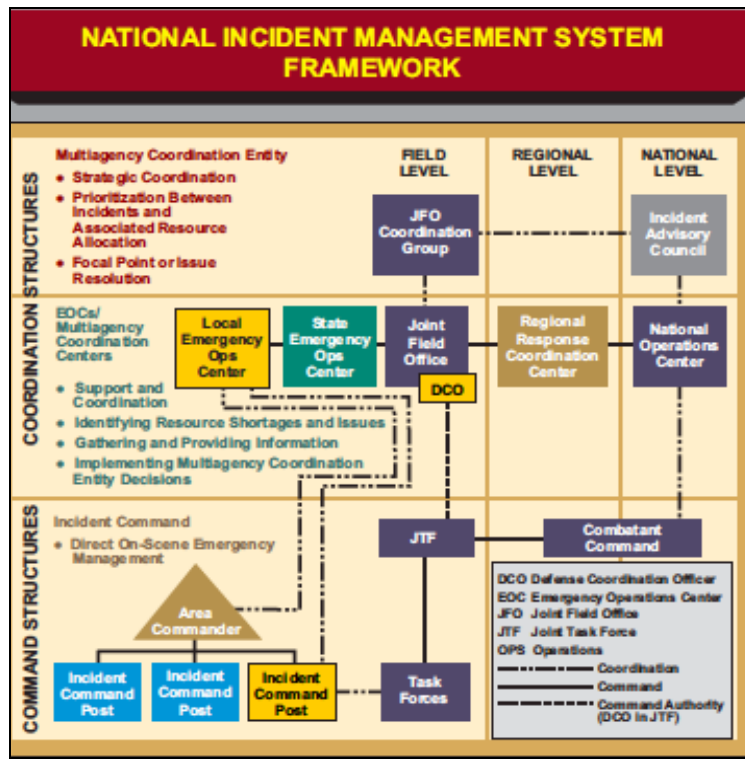 NATIONAL INCIDENT MANAGEMENT SYSTEM
FRAMEWORK
COORDINATION STRUCTURES
Multiagency Coordination Entity
• Strategic Coordination
• Prioritization Between
Incidents and
Associated Resource
Allocation
• Focal Point or Issue
Resolution
FIELD
LEVEL
REGIONAL
LEVEL
NATIONAL
LEVEL
JFO
Coordination
Group
Incident
Advisory
Council
EOCs/
Multiagency
Coordination
Centers
Local
Emergency
Ops
Center
State
Emergency
Ops
Center
Joint
Field
Office
Regional
Response
Coordination
Center
National
Operations
Center
DCO
• Support and
Coordination
• Identifying Resource Shortages and Issues
• Gathering and Providing Information
• Implementing Multiagency Coordination
Entity Decisions
COMMAND STRUCTURES
Incident Command
• Direct On-Scene Emergency
Management
JTF
Combatant
Command
Area
Commander
Incident
Command
Post
Incident
Command
Post
Incident
Command
Post
Task
Forces
DCO Defense Coordination Officer
EOC Emergency Operations Center
JFO Joint Field Office
JTF Joint Task Force
OPS Operations
Coordination
Command
Command Authority
(DCO in JTF)